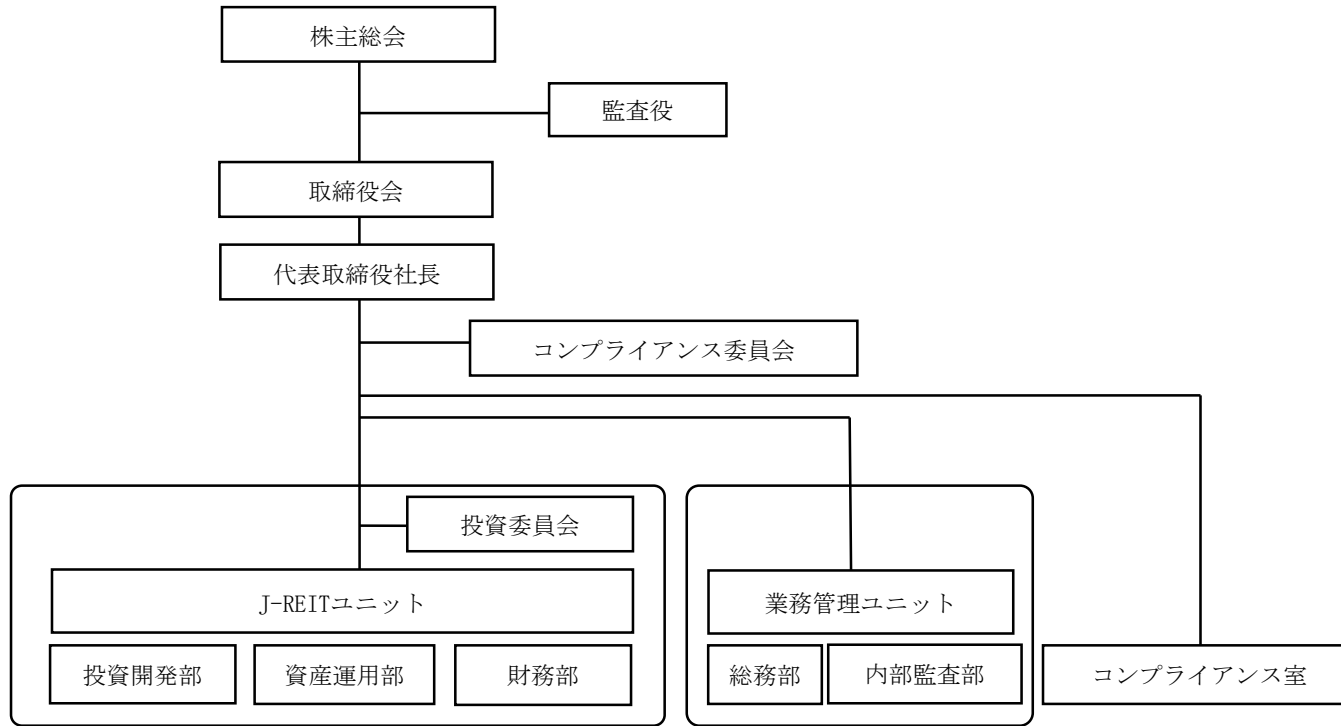 株主総会
監査役
取締役会
代表取締役社長
コンプライアンス委員会
投資委員会
J-REITユニット
業務管理ユニット
投資開発部
資産運用部
財務部
総務部
内部監査部
コンプライアンス室